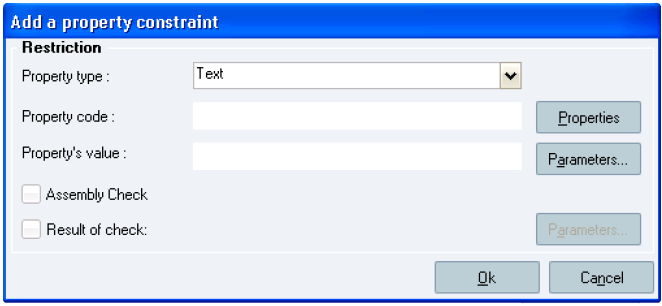 Add a property constraint
Restriction
Property type : Text
Property code : Properties
Property's value : Parameters...
Assembly Check
Result of check: Parameters...
Ok Cancel